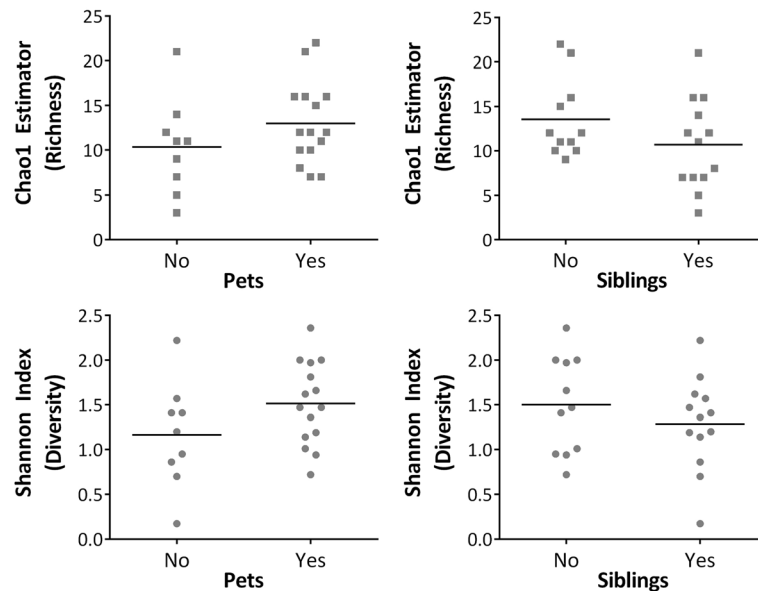 Chao1 Estimator
(Richness)
25
20
15
10
5
0
No
Yes
Pets
Chao1 Estimator
(Richness)
25
20
15
10
5
0
No
Yes
Siblings
Shannon Index
(Diversity)
2.5
2.0
1.5
1.0
0.5
0.0
No
Yes
Pets
Shannon Index
(Diversity)
2.5
2.0
1.5
1.0
0.5
0.0
No
Yes
Siblings